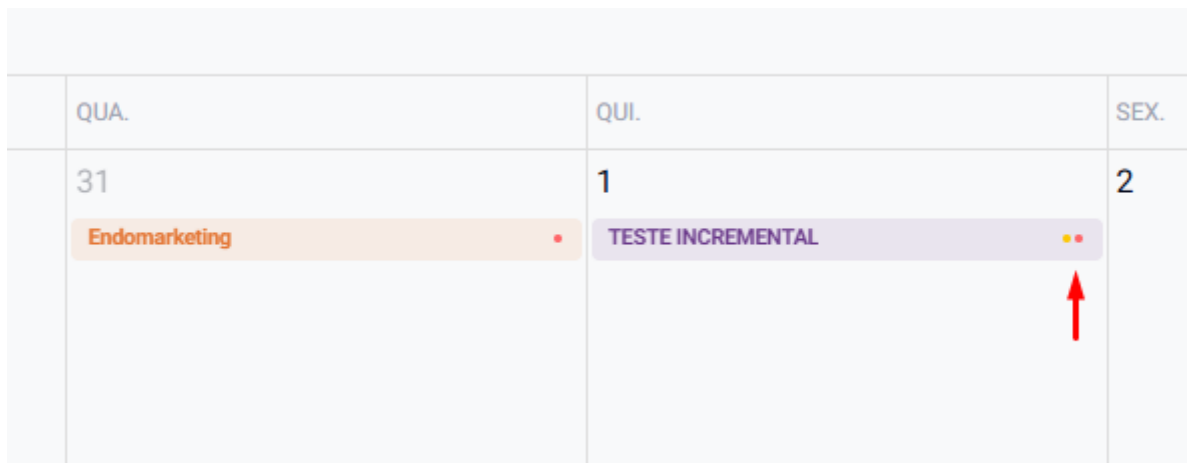 QUA. QUI. SEX.
31 1 2
Endomarketing TESTE INCREMENTAL